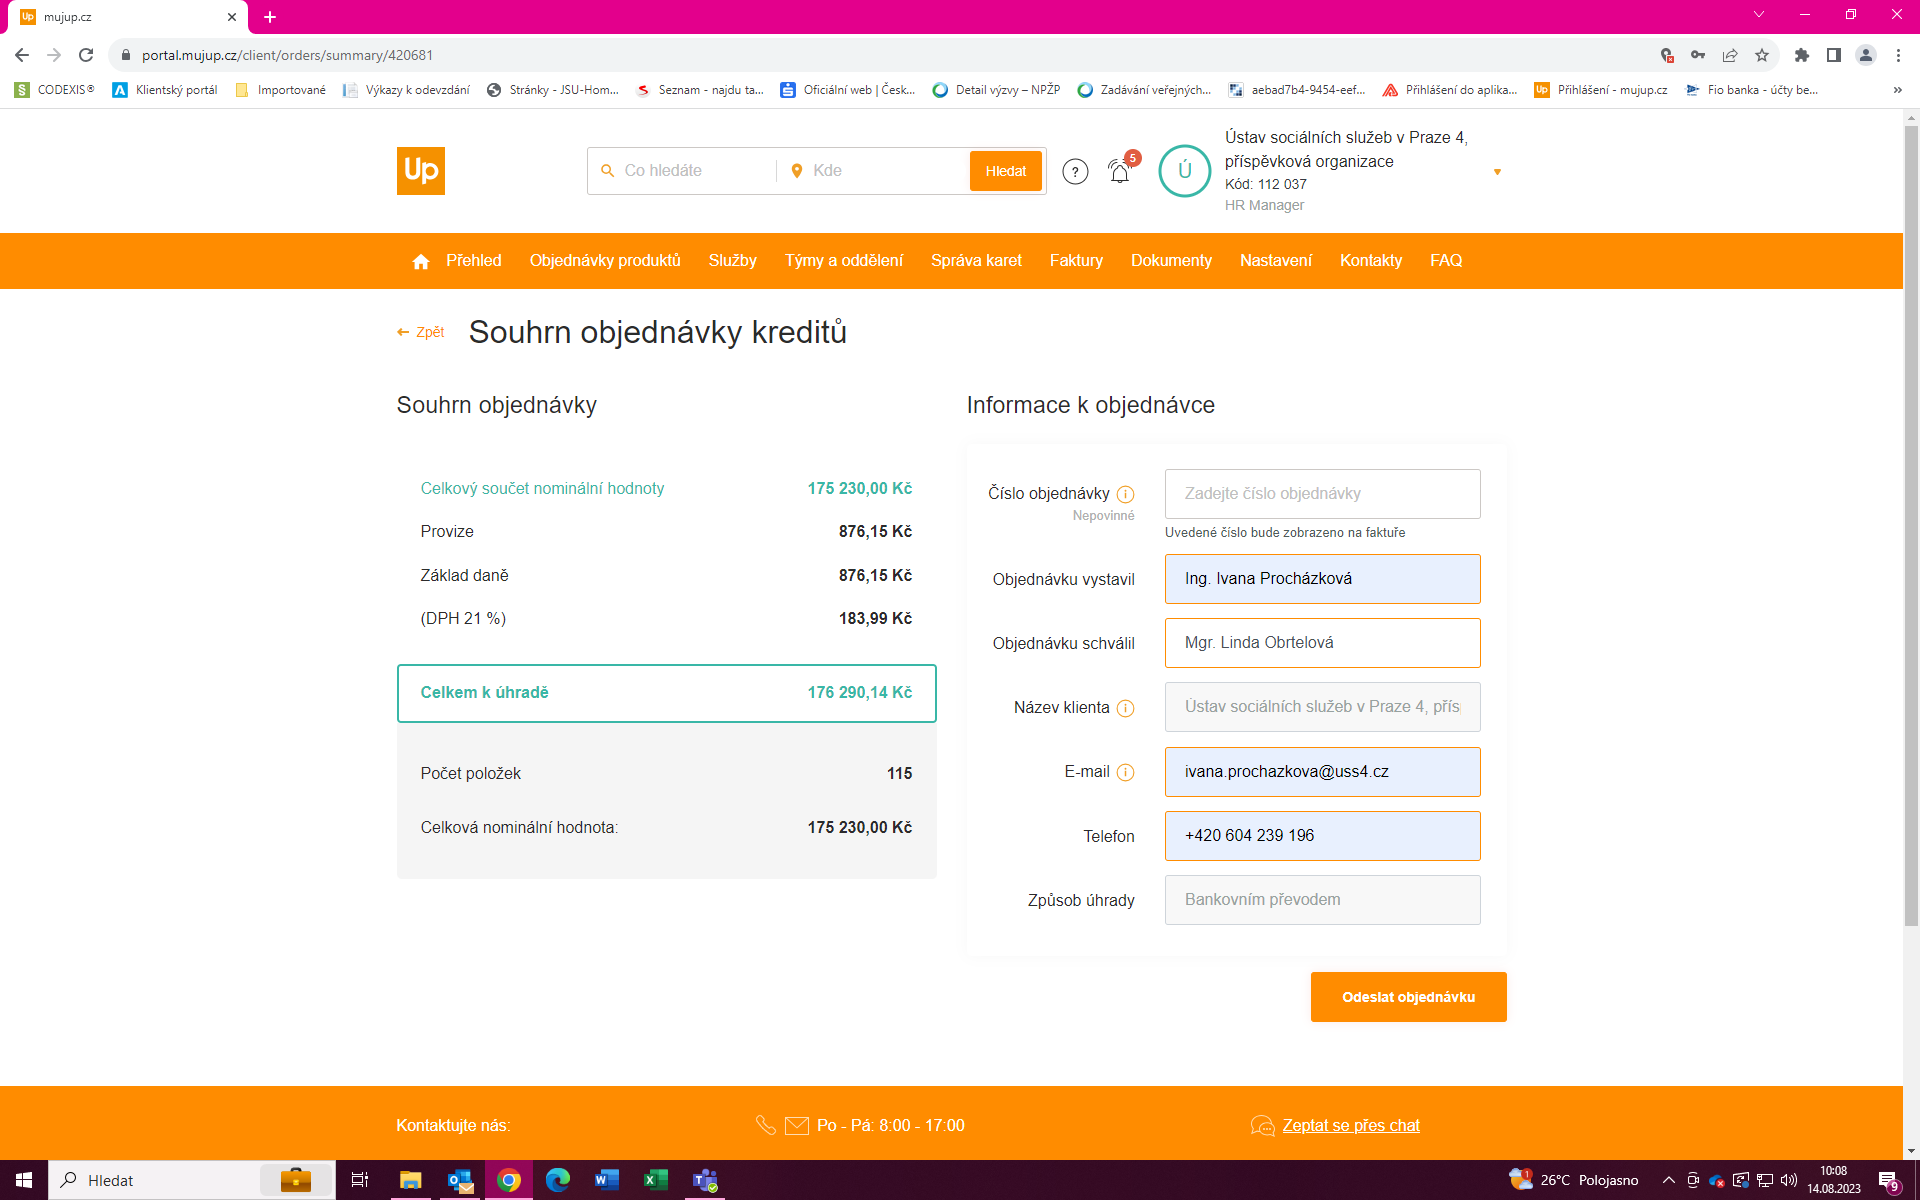 Up mujup.cz
portal.mujup.cz/client/orders/summary/420681
CODEXIS® Klientský portál Importované Výkazy k odevzdání Stránky - JSU-Hom... Seznam - najdu ta... Oficiální web | Česk... Detail výzvy – NPŽP Zadávání veřejných... aebad7b4-9454-eef... Přihlášení do aplika... Přihlášení - mujup.cz Fio banka - účty be... »
Up
Co hledáte
Kde
Hledat
?
5
Ú
Ústav sociálních služeb v Praze 4,
příspěvková organizace
Kód: 112 037
HR Manager
Přehled Objednávky produktů Služby Týmy a oddělení Správa karet Faktury Dokumenty Nastavení Kontakty FAQ
← Zpět
Souhrn objednávky kreditů
Souhrn objednávky
Celkový součet nominální hodnoty 175 230,00 Kč
Provize 876,15 Kč
Základ daně 876,15 Kč
(DPH 21 %) 183,99 Kč
Celkem k úhradě 176 290,14 Kč
Počet položek 115
Celková nominální hodnota: 175 230,00 Kč
Informace k objednávce
Číslo objednávky Zadejte číslo objednávky
Nepovinné
Uvedené číslo bude zobrazeno na faktuře
Objednávku vystavil Ing. Ivana Procházková
Objednávku schválil Mgr. Linda Obrtelová
Název klienta Ústav sociálních služeb v Praze 4, přís
E-mail ivana.prochazkova@uss4.cz
Telefon +420 604 239 196
Způsob úhrady Bankovním převodem
Odeslat objednávku
Kontaktujte nás:
Po - Pá: 8:00 - 17:00
Zeptat se přes chat
Hledat
1
26°C Polojasno
10:08
14.08.2023
9